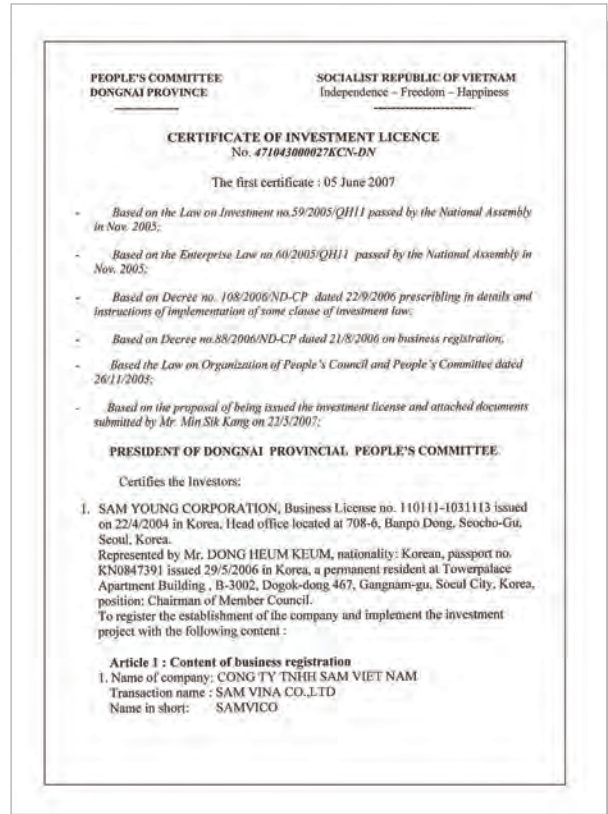 PEOPLE'S COMMITTEE
DONGNAI PROVINCE
SOCIALIST REPUBLIC OF VIETNAM
Independence – Freedom – Happiness
CERTIFICATE OF INVESTMENT LICENCE
No. 471043000027KCN-DN
The first certificate : 05 June 2007
- Based on the Law on Investment no.59/2005/QH11 passed by the National Assembly
in Nov. 2005;
- Based on the Enterprise Law no 60/2005/QH11 passed by the National Assembly in
Nov. 2005;
- Based on Decree no. 108/2006/ND-CP dated 22/9/2006 prescribling in details and
instructions of implementation of some clause of investment law;
- Based on Decree no.88/2006/ND-CP dated 21/8/2006 on business registration;
- Based the Law on Organization of People's Council and People's Committee dated
26/11/2003;
- Based on the proposal of being issued the investment license and attached documents
submitted by Mr. Min Sik Kang on 22/5/2007;
PRESIDENT OF DONGNAI PROVINCIAL PEOPLE'S COMMITTEE
Certifies the Investors:
1. SAM YOUNG CORPORATION, Business License no. 110111-1031113 issued
on 22/4/2004 in Korea. Head office located at 708-6, Banpo Dong, Seocho-Gu,
Seoul, Korea.
Represented by Mr. DONG HEUM KEUM, nationality: Korean, passport no.
KN0847391 issued 29/5/2006 in Korea, a permanent resident at Towerpalace
Apartment Building , B-3002, Dogok-dong 467, Gangnam-gu, Soeul City, Korea,
position: Chairman of Member Council.
To register the establishment of the company and implement the investment
project with the following content :
Article 1 : Content of business registration
1. Name of company: CONG TY TNHH SAM VIET NAM
Transaction name : SAM VINA CO.,LTD
Name in short: SAMVICO